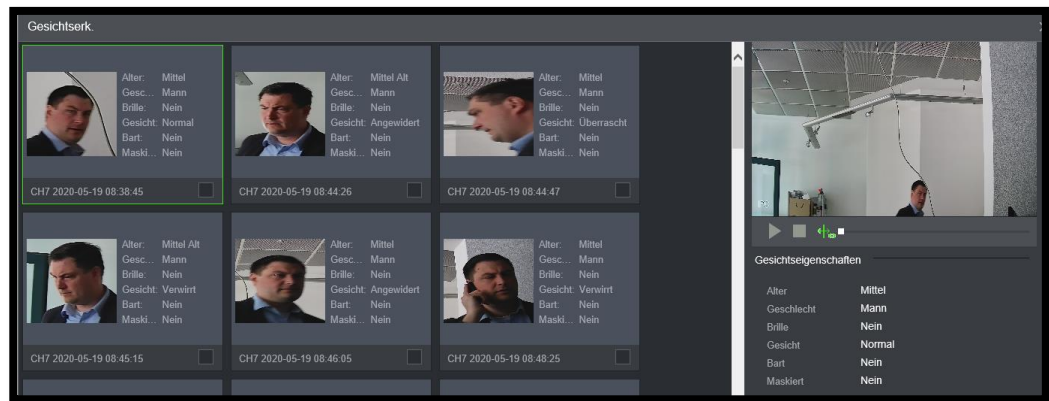 Gesichtserk.
Alter: Mittel
Gesc... Mann
Brille: Nein
Gesicht: Normal
Bart: Nein
Maski... Nein
CH7 2020-05-19 08:38:45
Alter: Mittel Alt
Gesc... Mann
Brille: Nein
Gesicht: Angewidert
Bart: Nein
Maski... Nein
CH7 2020-05-19 08:44:26
Alter: Mittel
Gesc... Mann
Brille: Nein
Gesicht: Überrascht
Bart: Nein
Maski... Nein
CH7 2020-05-19 08:44:47
Alter: Mittel Alt
Gesc... Mann
Brille: Nein
Gesicht: Verwirrt
Bart: Nein
Maski... Nein
CH7 2020-05-19 08:45:15
Alter: Mittel
Gesc... Mann
Brille: Nein
Gesicht: Angewidert
Bart: Nein
Maski... Nein
CH7 2020-05-19 08:46:05
Alter: Mittel
Gesc... Mann
Brille: Nein
Gesicht: Verwirrt
Bart: Nein
Maski... Nein
CH7 2020-05-19 08:48:25
Gesichtseigenschaften
Alter Mittel
Geschlecht Mann
Brille Nein
Gesicht Normal
Bart Nein
Maskiert Nein